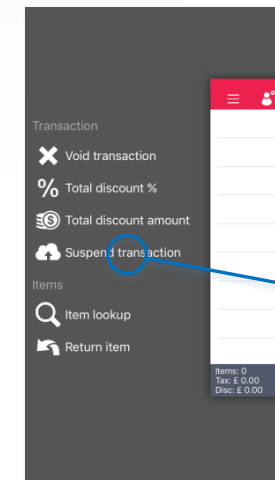 Transaction
Void transaction
% Total discount %
Total discount amount
Suspend transaction
Items
Item lookup
Return item
Items: 0
Tax: £ 0.00
Disc: £ 0.00